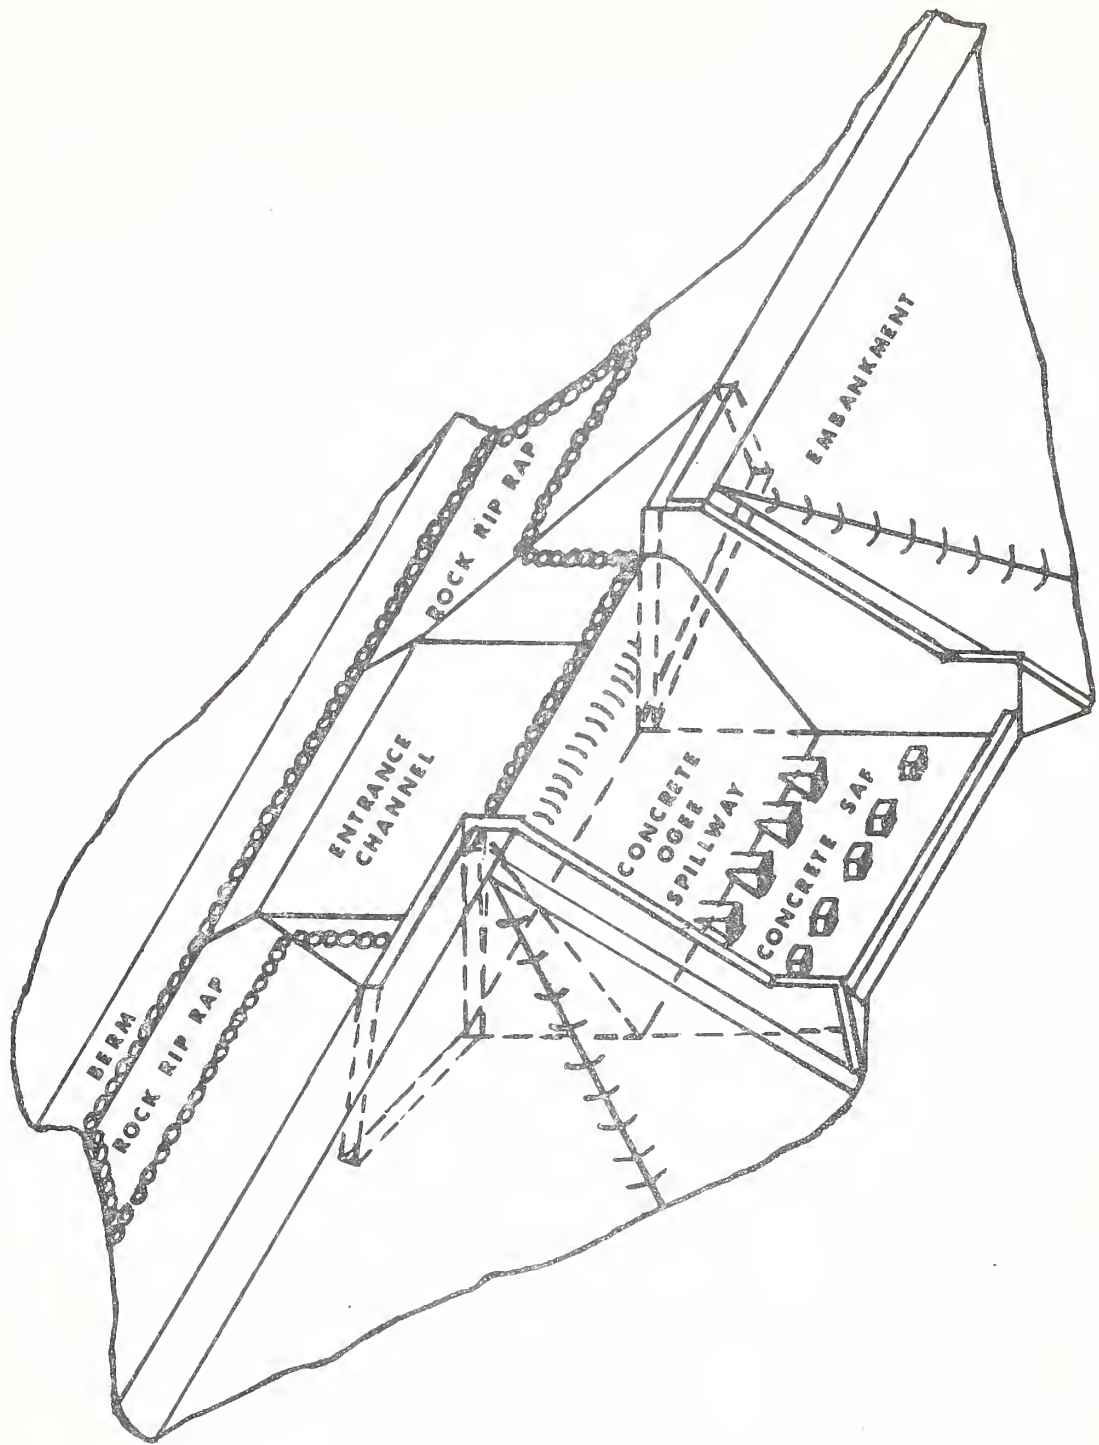 EMBANKMENT
ROCK RIP RAP
ENTRANCE
CHANNEL
CONCRETE
OGEE
SPILLWAY
CONCRETE SAF
BERM
ROCK RIP RAP